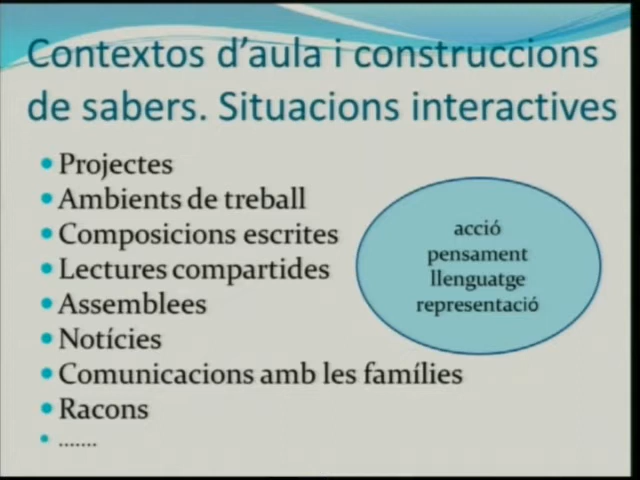 Contextos d'aula i construccions
de sabers. Situacions interactives
• Projectes
• Ambients de treball
• Composicions escrites
• Lectures compartides
• Assemblees
• Notícies
• Comunicacions amb les famílies
• Racons
• .......
acció
pensament
llenguatge
representació